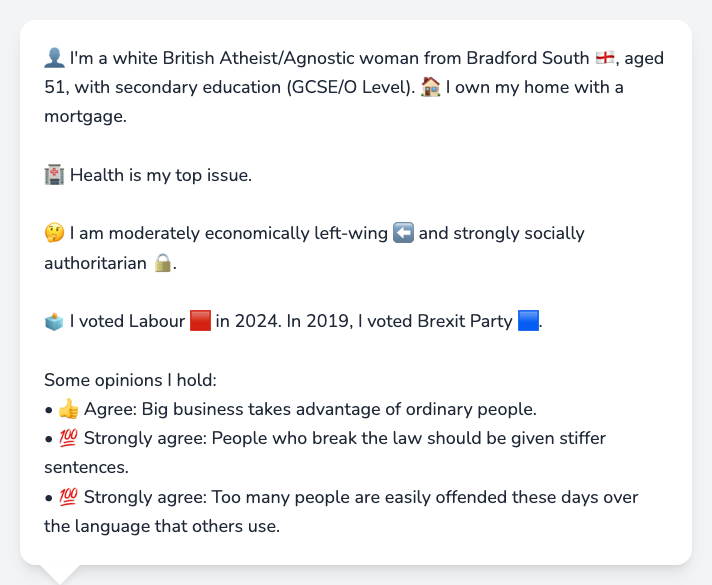 👤 I'm a white British Atheist/Agnostic woman from Bradford South 🏴󠁧󠁢󠁥󠁮󠁧󠁿, aged
51, with secondary education (GCSE/O Level). 🏠 I own my home with a
mortgage.
🏥 Health is my top issue.
🤔 I am moderately economically left-wing ⬅️ and strongly socially
authoritarian 🔒.
🗳️ I voted Labour 🟥 in 2024. In 2019, I voted Brexit Party 🟦.
Some opinions I hold:
• 👍 Agree: Big business takes advantage of ordinary people.
• 💯 Strongly agree: People who break the law should be given stiffer
sentences.
• 💯 Strongly agree: Too many people are easily offended these days over
the language that others use.